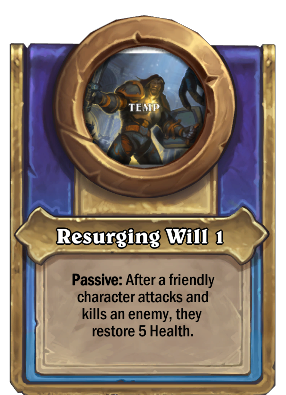 TEMP
Resurging Will 1
Passive: After a friendly
character attacks and
kills an enemy, they
restore 5 Health.